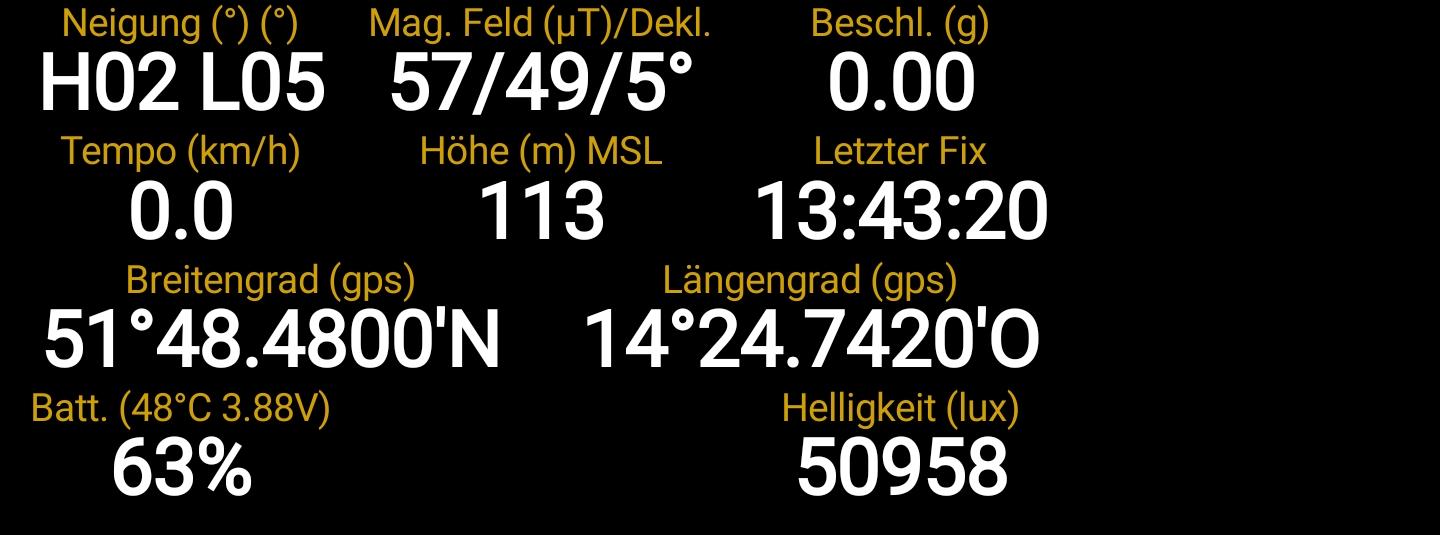 Neigung (°) (°) Mag. Feld (µT)/Dekl. Beschl. (g)
H02 L05 57/49/5° 0.00
Tempo (km/h) Höhe (m) MSL Letzter Fix
0.0 113 13:43:20
Breitengrad (gps) Längengrad (gps)
51°48.4800'N 14°24.7420'O
Batt. (48°C 3.88V) Helligkeit (lux)
63% 50958